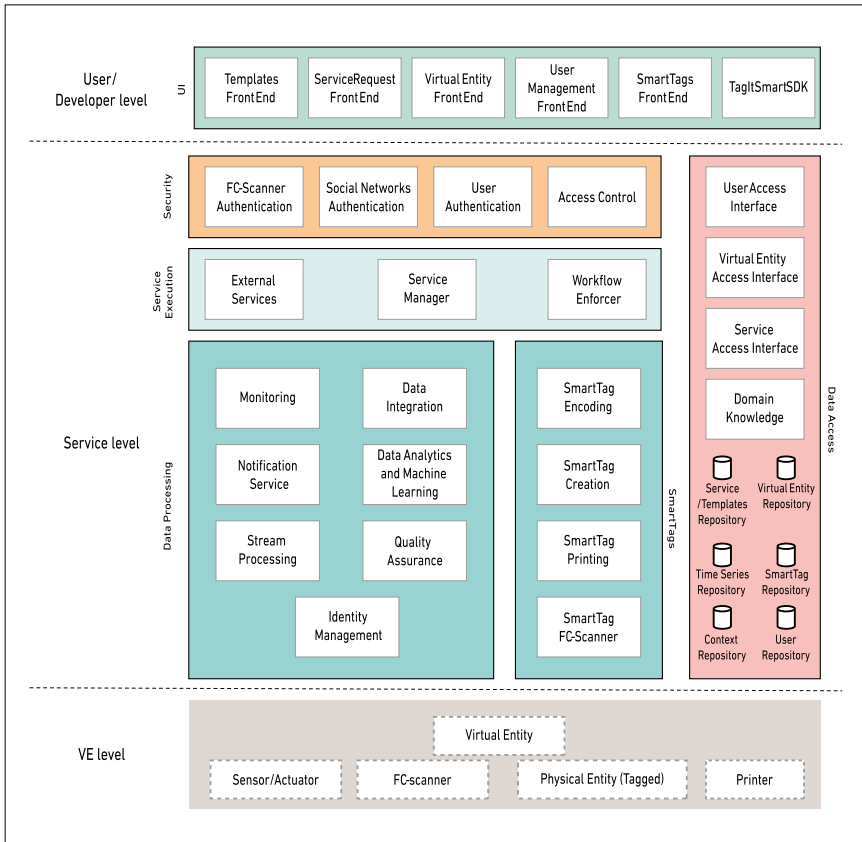 User/
Developer level
UI
Templates
FrontEnd
ServiceRequest
FrontEnd
Virtual Entity
FrontEnd
User
Management
FrontEnd
SmartTags
FrontEnd
TagItSmartSDK
Service level
Security
FC-Scanner
Authentication
Social Networks
Authentication
User
Authentication
Access Control
Service
Execution
External
Services
Service
Manager
Workflow
Enforcer
Data Processing
Monitoring
Data
Integration
Notification
Service
Data Analytics
and Machine
Learning
Stream
Processing
Quality
Assurance
Identity
Management
SmartTag
Encoding
SmartTag
Creation
SmartTag
Printing
SmartTag
FC-Scanner
SmartTags
User Access
Interface
Virtual Entity
Access Interface
Service
Access Interface
Domain
Knowledge
Service
/Templates
Repository
Virtual Entity
Repository
Time Series
Repository
SmartTag
Repository
Context
Repository
User
Repository
Data Access
VE level
Virtual Entity
Sensor/Actuator
FC-scanner
Physical Entity (Tagged)
Printer